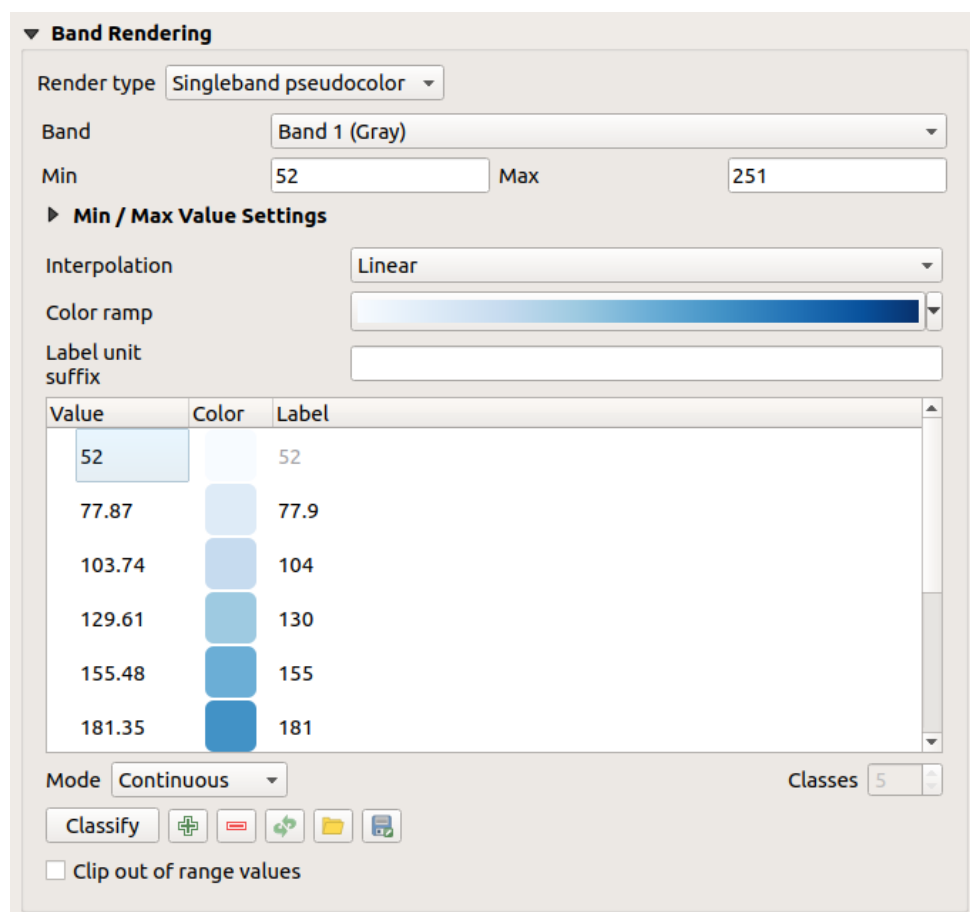 Band Rendering
Render type Singleband pseudocolor
Band Band 1 (Gray)
Min 52 Max 251
Min / Max Value Settings
Interpolation Linear
Color ramp
Label unit
suffix
Value Color Label
52 52
77.87 77.9
103.74 104
129.61 130
155.48 155
181.35 181
Mode Continuous Classes 5
Classify
Clip out of range values